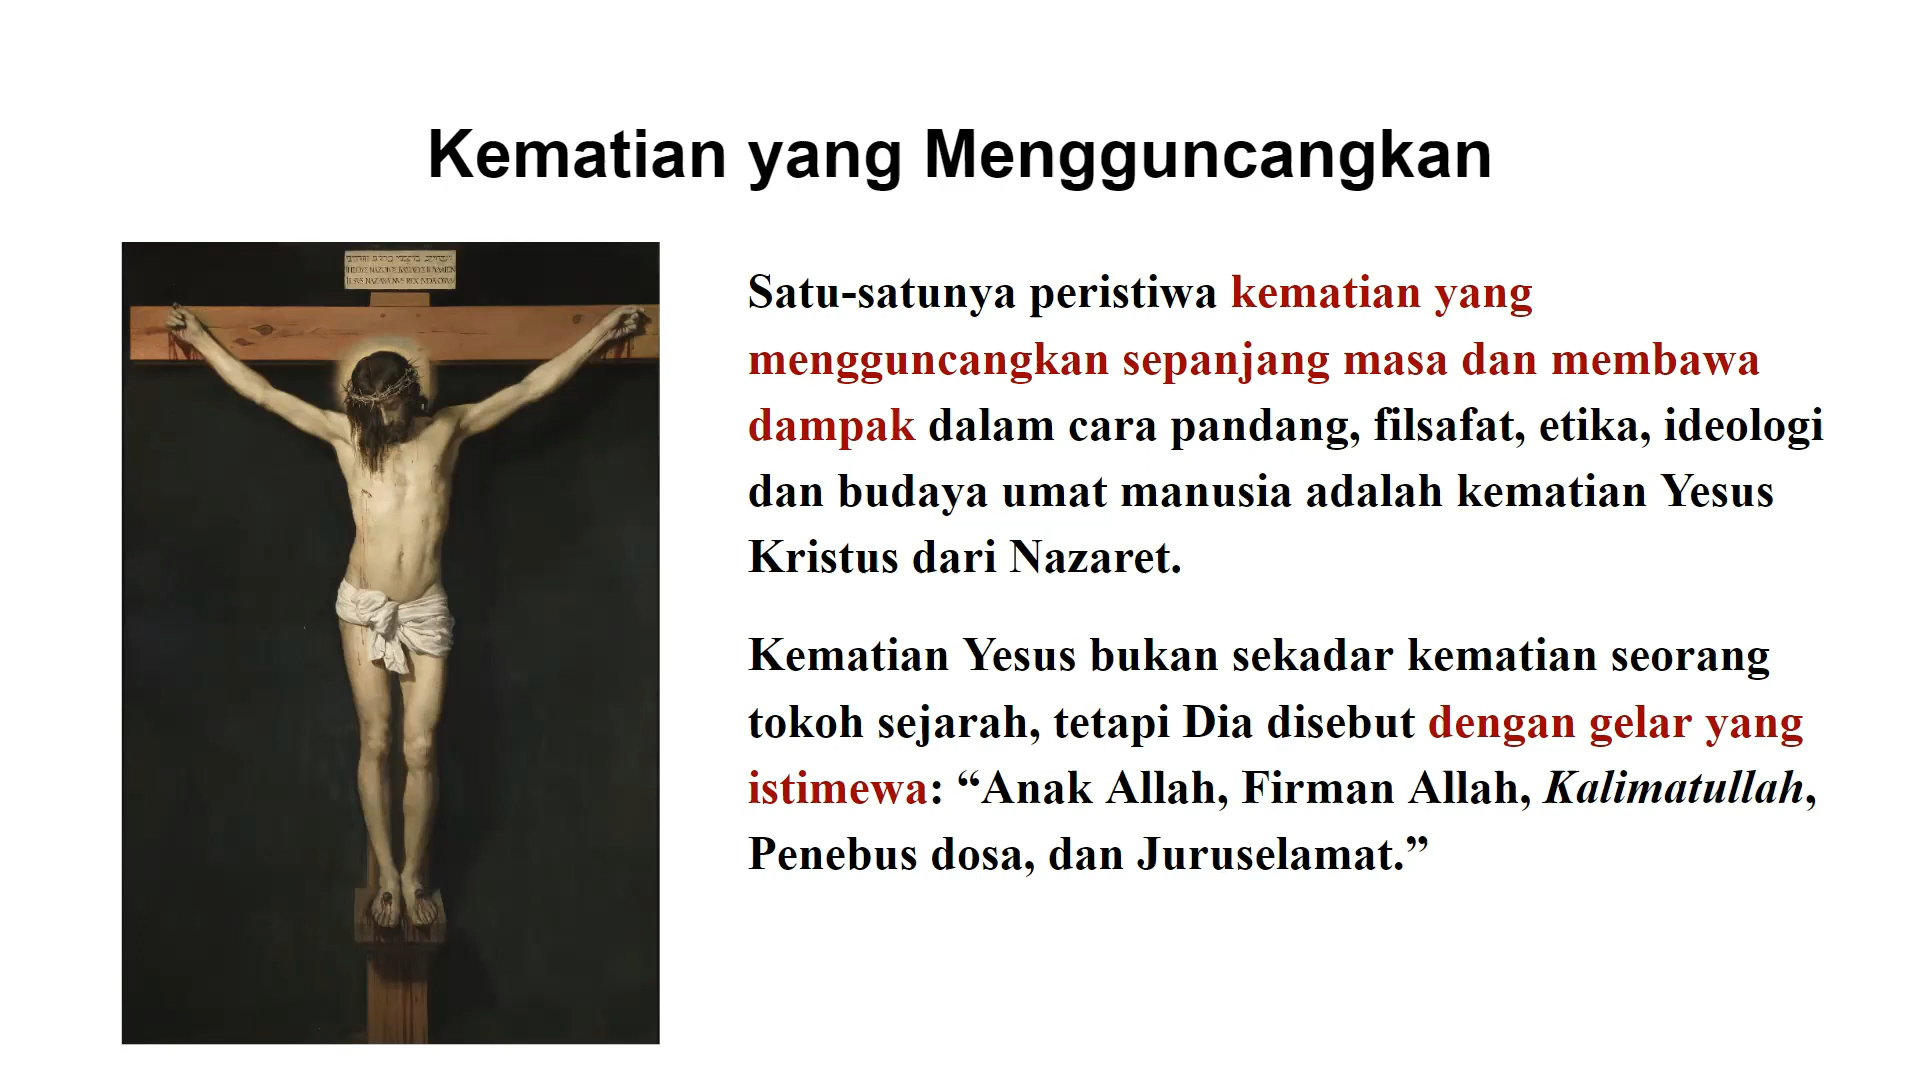 Kematian yang Mengguncangkan
Satu-satunya peristiwa kematian yang
mengguncangkan sepanjang masa dan membawa
dampak dalam cara pandang, filsafat, etika, ideologi
dan budaya umat manusia adalah kematian Yesus
Kristus dari Nazaret.
Kematian Yesus bukan sekadar kematian seorang
tokoh sejarah, tetapi Dia disebut dengan gelar yang
istimewa: “Anak Allah, Firman Allah, Kalimatullah,
Penebus dosa, dan Juruselamat.”